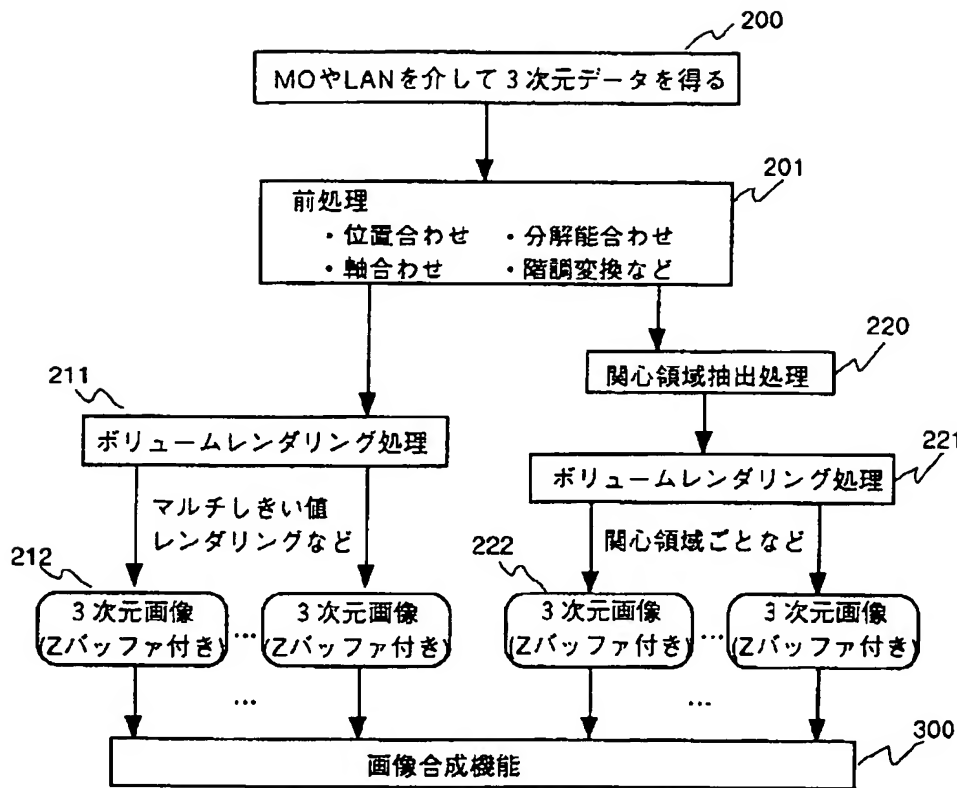 200
MOやLANを介して3次元データを得る
201
前処理
・位置合わせ ・分解能合わせ
・軸合わせ ・階調変換など
220
関心領域抽出処理
211
ボリュームレンダリング処理
221
ボリュームレンダリング処理
マルチしきい値
レンダリングなど
関心領域ごとなど
212
222
3次元画像
(Zバッファ付き)
...
3次元画像
(Zバッファ付き)
3次元画像
(Zバッファ付き)
...
3次元画像
(Zバッファ付き)
...
...
300
画像合成機能